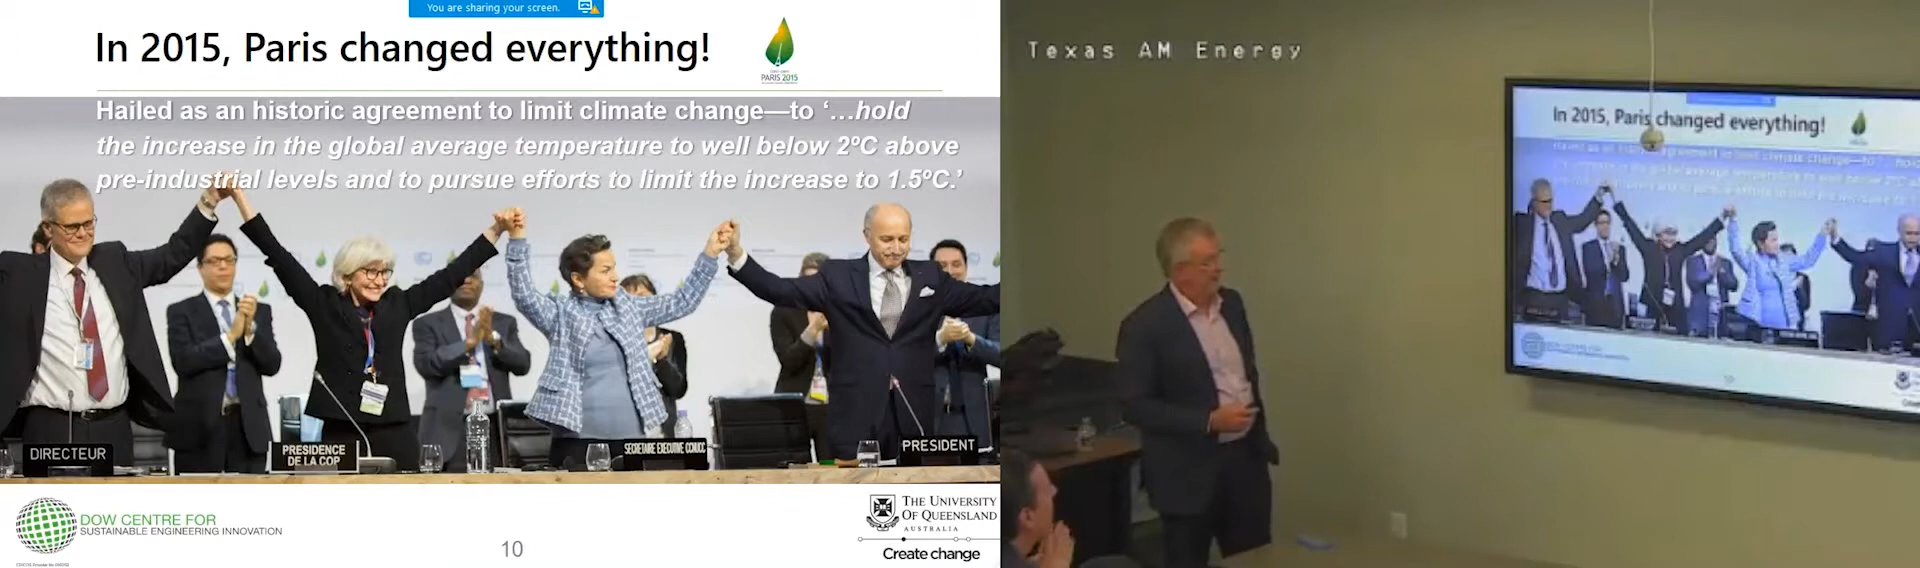 You are sharing your screen.
In 2015, Paris changed everything!
PARIS 2015
Hailed as an historic agreement to limit climate change—to ‘…hold
the increase in the global average temperature to well below 2ºC above
pre-industrial levels and to pursue efforts to limit the increase to 1.5ºC.’
DIRECTEUR
PRESIDENCE
DE LA COP
SECRETAIRE EXECUTIVE CCNUCC
PRESIDENT
DOW CENTRE FOR
SUSTAINABLE ENGINEERING INNOVATION
10
THE UNIVERSITY
OF QUEENSLAND
AUSTRALIA
Create change
Texas AM Energy
In 2015, Paris changed everything!